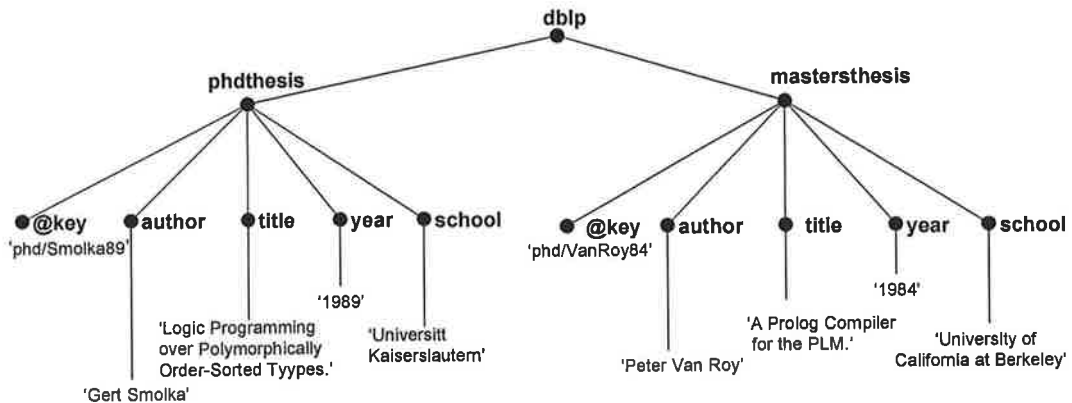 dblp
phdthesis
mastersthesis
@key
author
title
year
school
@key
author
title
year
school
'phd/Smolka89'
'phd/VanRoy84'
'1989'
'1984'
'Logic Programming
over Polymorphically
Order-Sorted Tyypes.'
'Universitt
Kaiserslautern'
'A Prolog Compiler
for the PLM.'
'University of
California at Berkeley'
'Peter Van Roy'
'Gert Smolka'